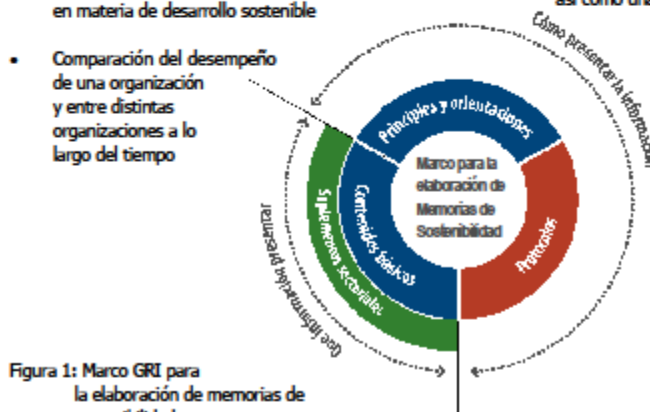 en materia de desarrollo sostenible
así como una
• Comparación del desempeño
de una organización
y entre distintas
organizaciones a lo
largo del tiempo
Cómo presentar la información
Principios y orientaciones
Marco para la
elaboración de
Memorias de
Sostenibilidad
Contenidos básicos
Suplementos sectoriales
Protocolos
Qué información presentar
Figura 1: Marco GRI para
la elaboración de memorias de